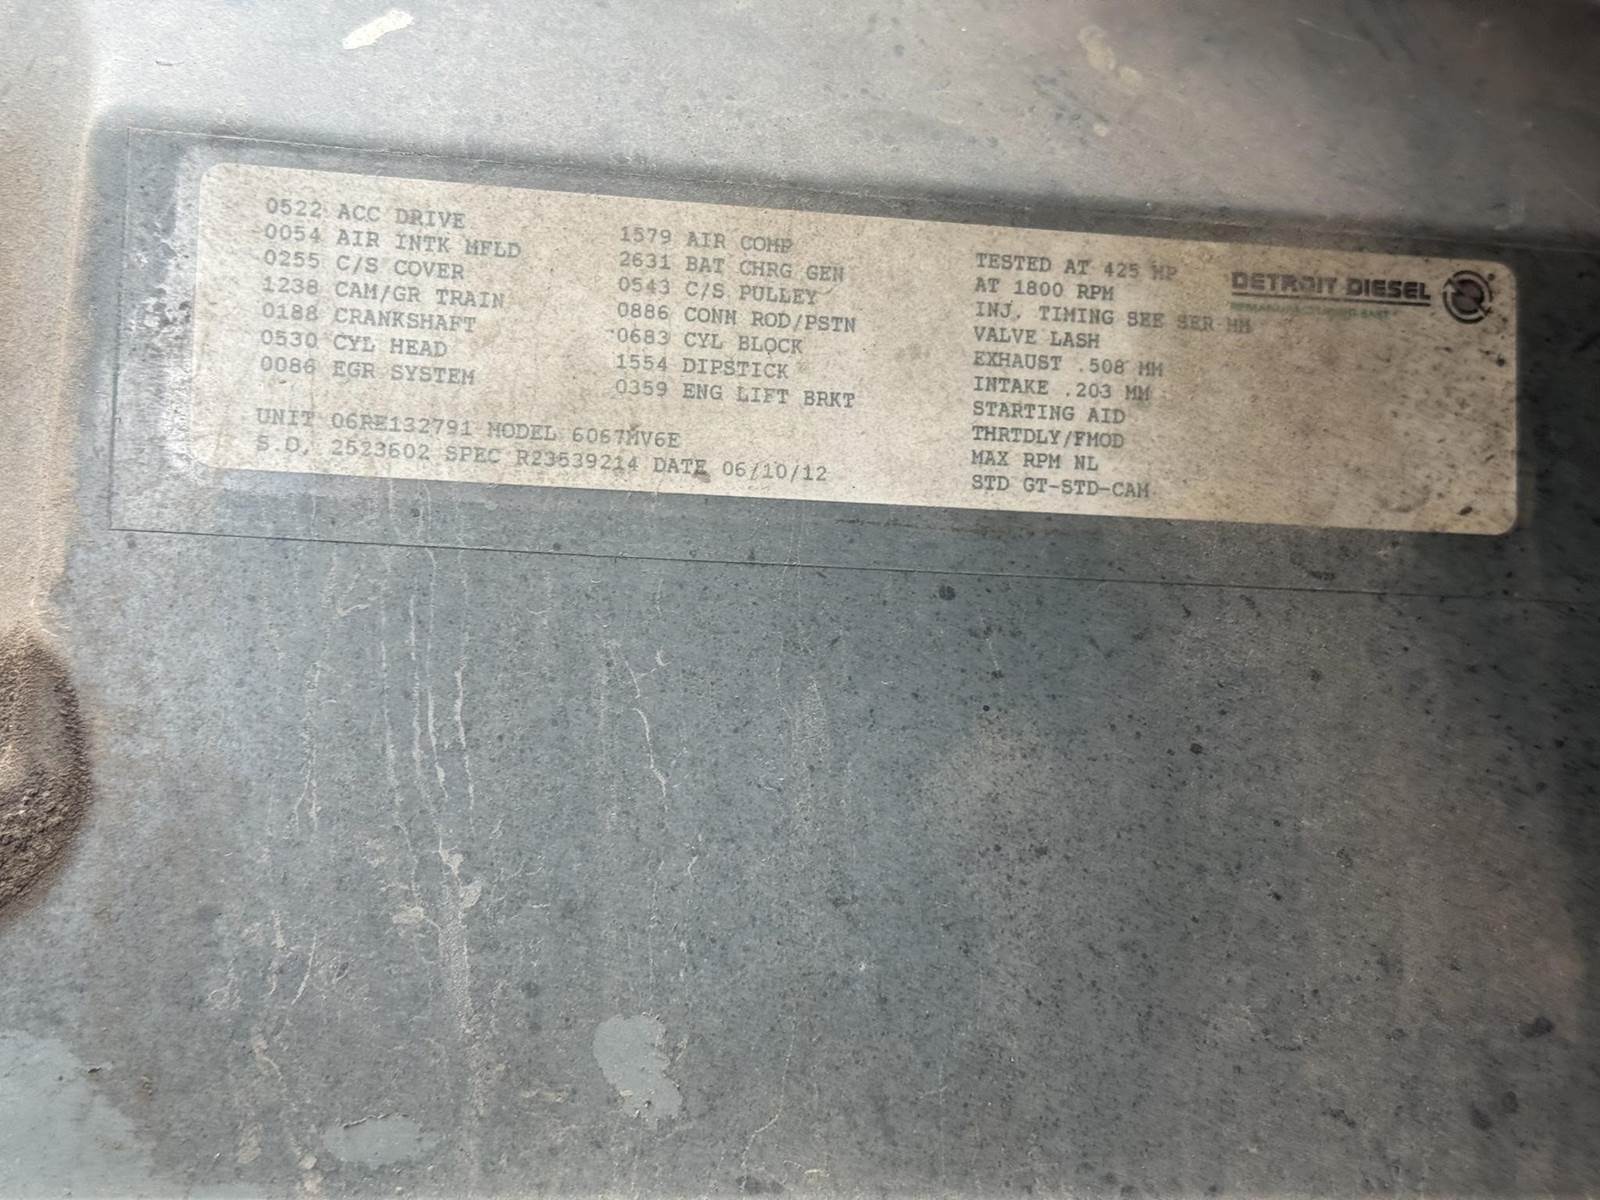 0522 ACC DRIVE
0054 AIR INTK MFLD
0255 C/S COVER
1238 CAM/GR TRAIN
0188 CRANKSHAFT
0530 CYL HEAD
0086 EGR SYSTEM
1579 AIR COMP
2631 BAT CHRG GEN
0543 C/S PULLEY
0886 CONN ROD/PSTN
0683 CYL BLOCK
1554 DIPSTICK
0359 ENG LIFT BRKT
UNIT 06RE132791 MODEL 6067MV6E
S.O. 2523602 SPEC R23539214 DATE 06/10/12
TESTED AT 425 HP
AT 1800 RPM
INJ. TIMING SEE SER MM
VALVE LASH
EXHAUST .508 MM
INTAKE .203 MM
STARTING AID
THRTDLY/FMOD
MAX RPM NL
STD GT-STD-CAM
DETROIT DIESEL
REMANUFACTURING EAST